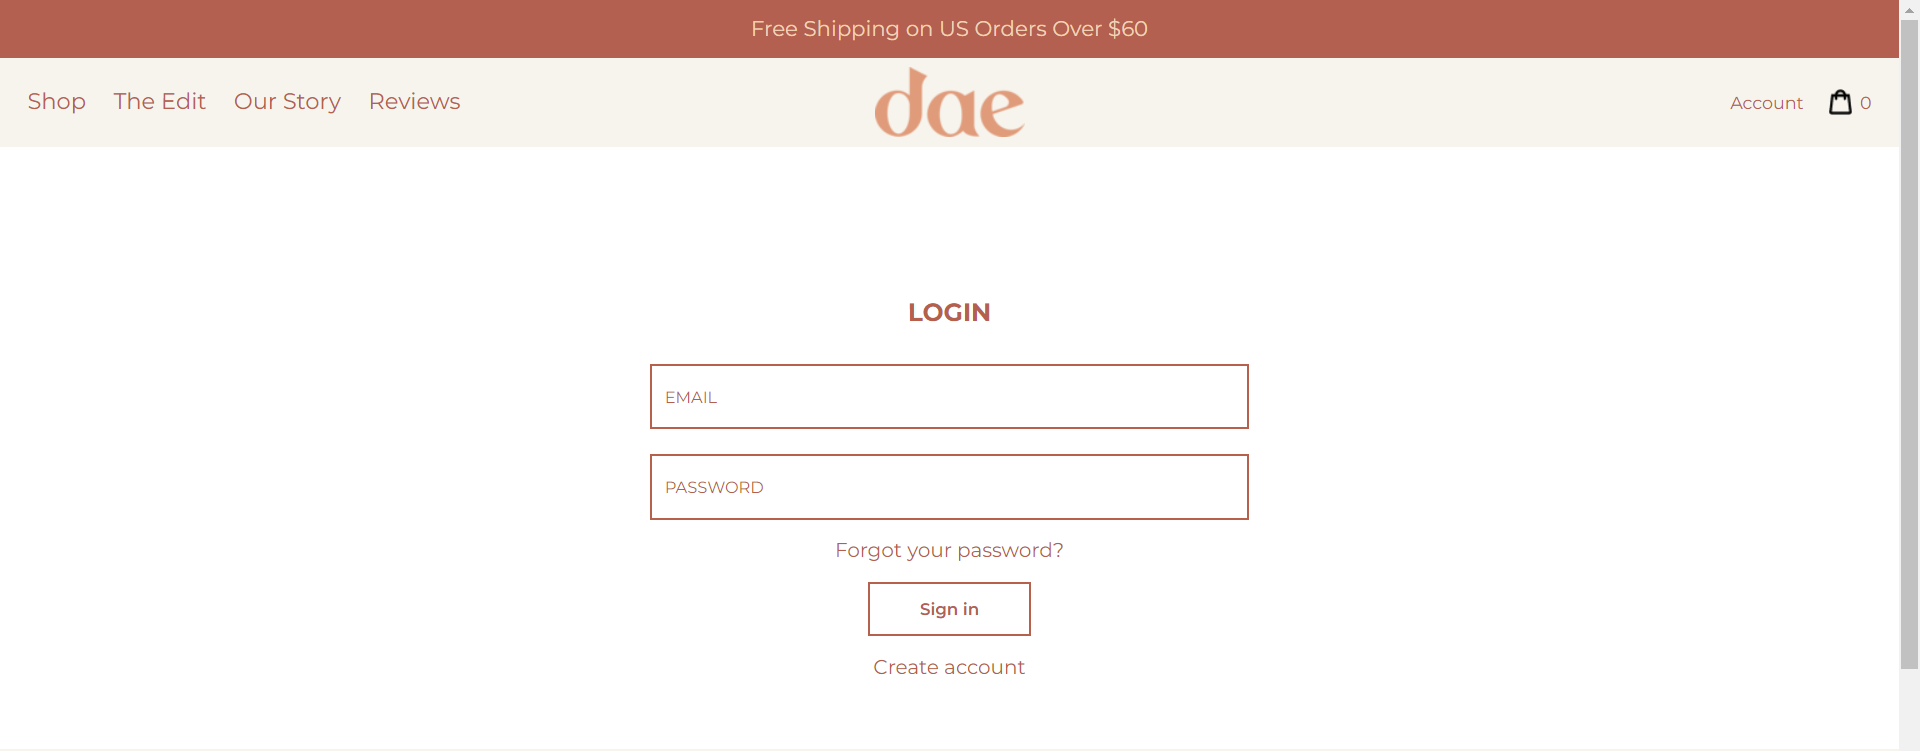 Free Shipping on US Orders Over $60
Shop The Edit Our Story Reviews
dae
Account 0
LOGIN
EMAIL
PASSWORD
Forgot your password?
Sign in
Create account